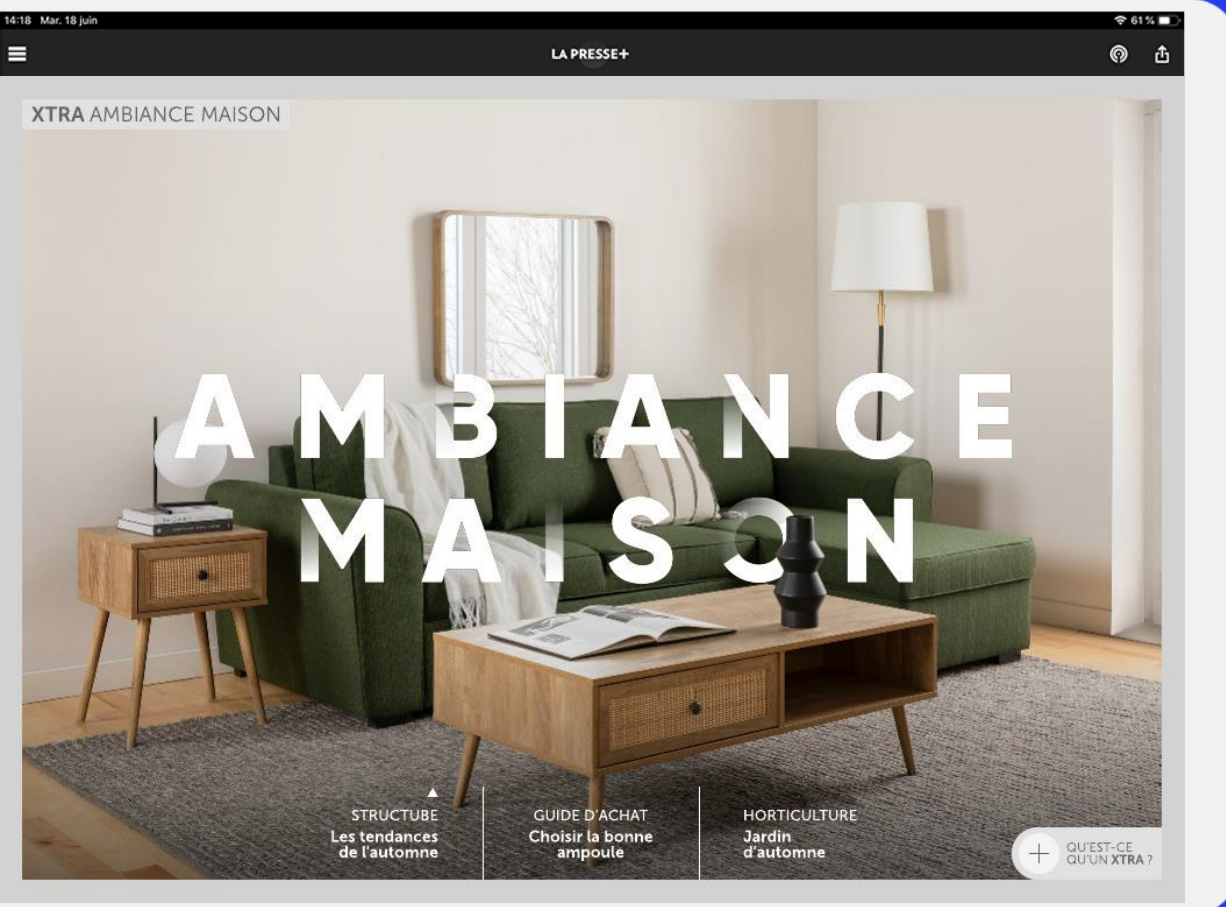 14:18 Mar. 18 juin
61 %
LA PRESSE+
XTRA AMBIANCE MAISON
AMBIANCE
MAISON
STRUCTUBE
Les tendances
de l'automne
GUIDE D'ACHAT
Choisir la bonne
ampoule
HORTICULTURE
Jardin
d'automne
QU'EST-CE
QU'UN XTRA ?